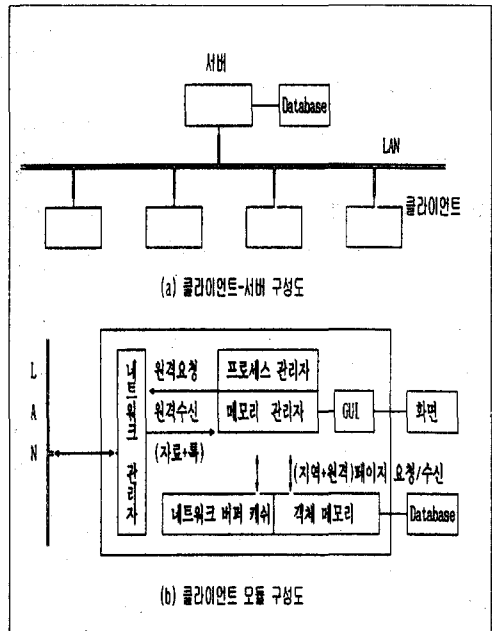 서버
Database
LAN
클라이언트
(a) 클라이언트-서버 구성도
L A N
네트워크 관리자
원격요청
프로세스 관리자
원격수신
메모리 관리자
GUI
화면
(자료+록)
(지역+원격)페이지 요청/수신
네트워크 버퍼 캐쉬
객체 메모리
Database
(b) 클라이언트 모듈 구성도